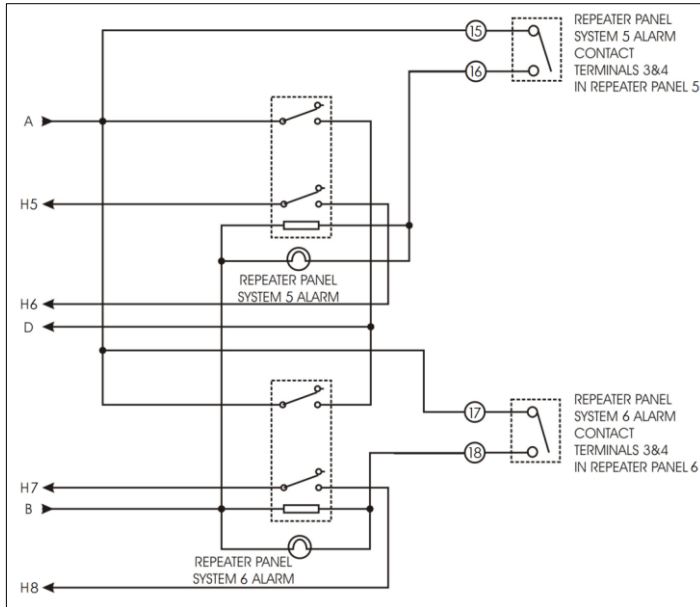 15
REPEATER PANEL
SYSTEM 5 ALARM
CONTACT
TERMINALS 3&4
IN REPEATER PANEL 5
16
A
H5
REPEATER PANEL
SYSTEM 5 ALARM
H6
D
17
REPEATER PANEL
SYSTEM 6 ALARM
CONTACT
TERMINALS 3&4
IN REPEATER PANEL 6
18
H7
B
REPEATER PANEL
SYSTEM 6 ALARM
H8